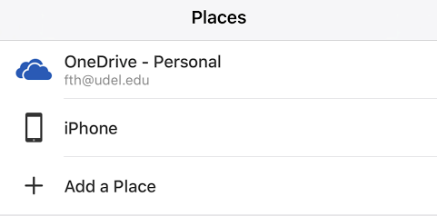 Places
OneDrive - Personal
fth@udel.edu
iPhone
Add a Place